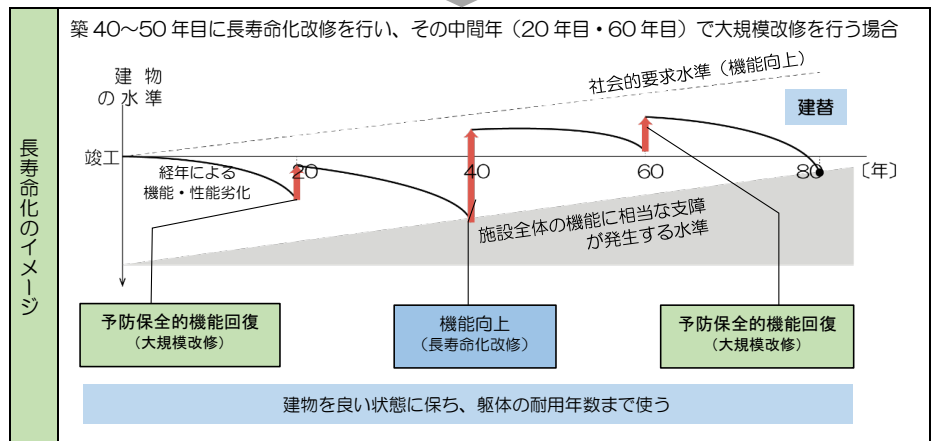 築40～50年目に長寿命化改修を行い、その中間年（20年目・60年目）で大規模改修を行う場合
長寿命化のイメージ
建物
の水準
社会的要求水準（機能向上）
建替
竣工
20
40
60
80
〔年〕
経年による
機能・性能劣化
施設全体の機能に相当な支障
が発生する水準
予防保全的機能回復
（大規模改修）
機能向上
（長寿命化改修）
予防保全的機能回復
（大規模改修）
建物を良い状態に保ち、躯体の耐用年数まで使う